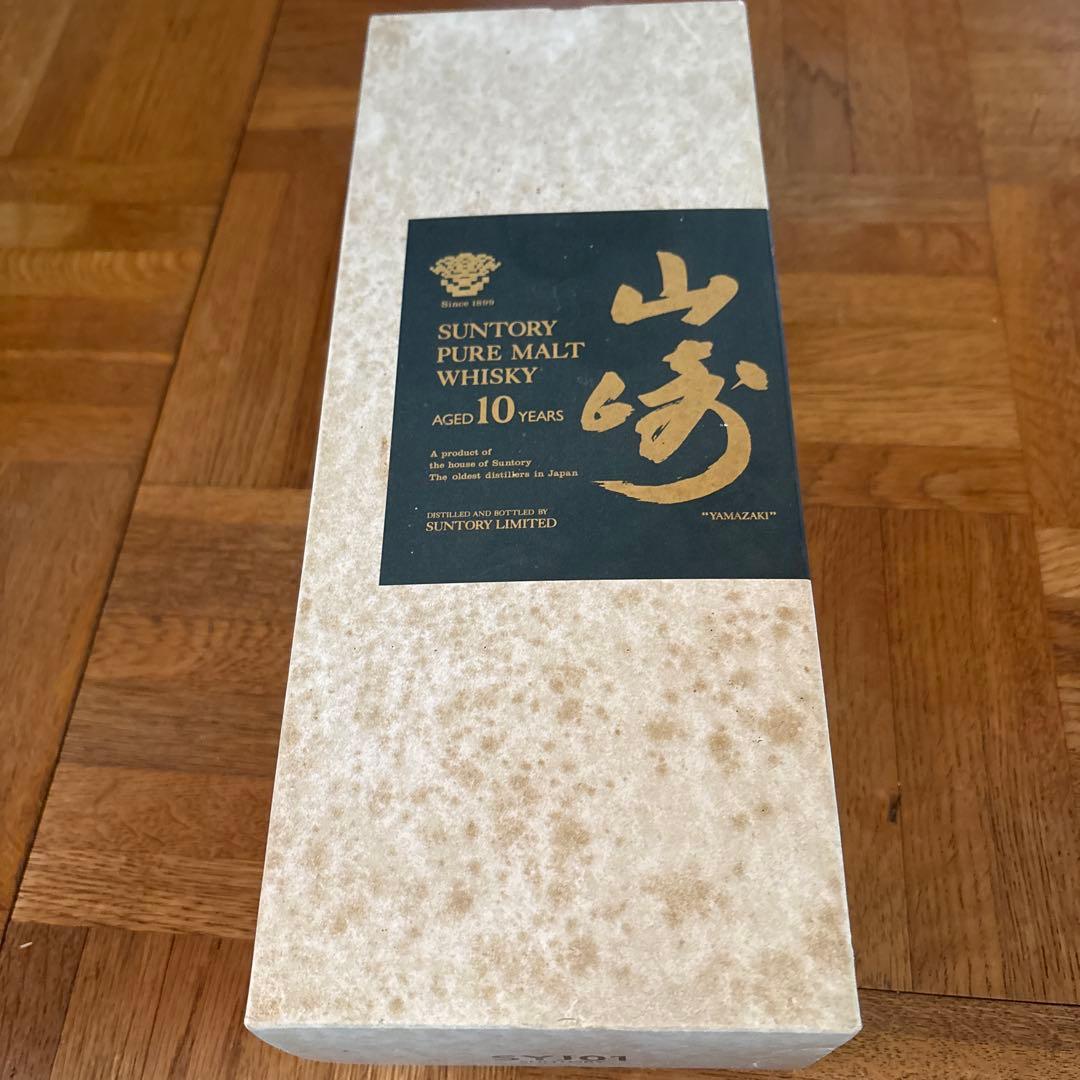 Since 1899
SUNTORY
PURE MALT
WHISKY
AGED 10 YEARS
A product of
the house of Suntory
The oldest distillers in Japan
DISTILLED AND BOTTLED BY
SUNTORY LIMITED
山崎
"YAMAZAKI"
SY101